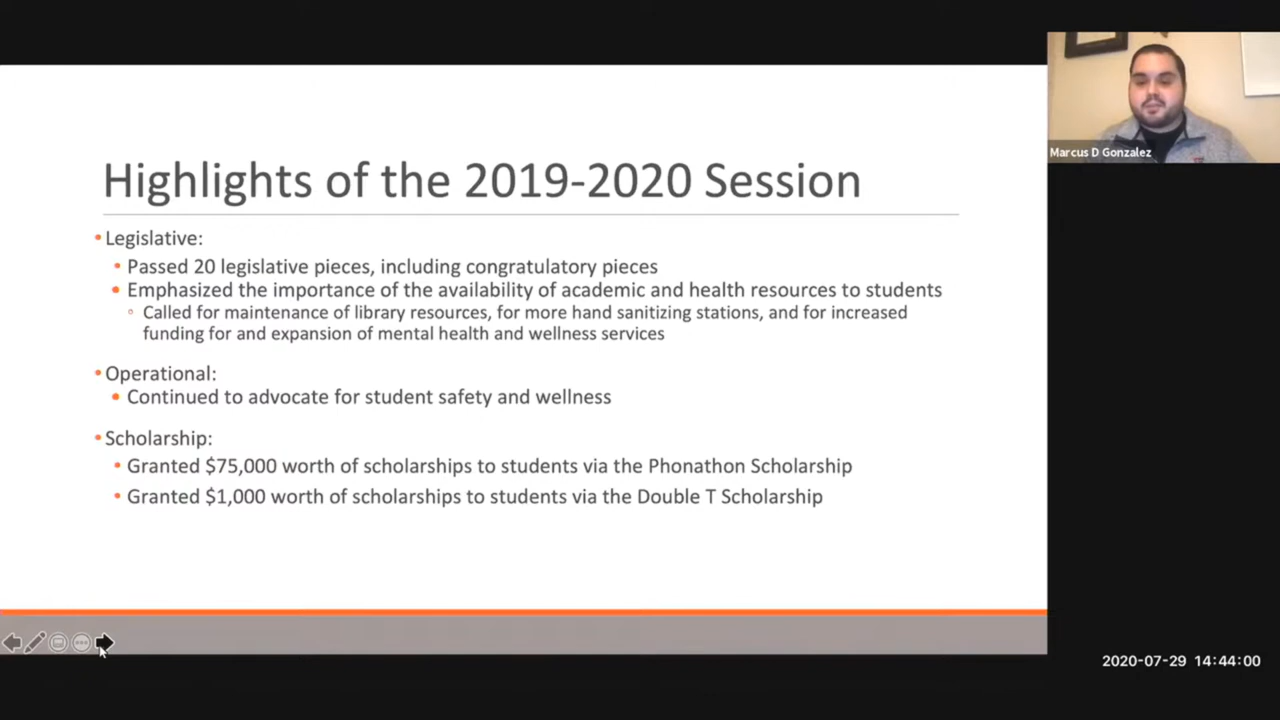 Highlights of the 2019-2020 Session
• Legislative:
• Passed 20 legislative pieces, including congratulatory pieces
• Emphasized the importance of the availability of academic and health resources to students
▫ Called for maintenance of library resources, for more hand sanitizing stations, and for increased
funding for and expansion of mental health and wellness services
• Operational:
• Continued to advocate for student safety and wellness
• Scholarship:
• Granted $75,000 worth of scholarships to students via the Phonathon Scholarship
• Granted $1,000 worth of scholarships to students via the Double T Scholarship
Marcus D Gonzalez
2020-07-29 14:44:00